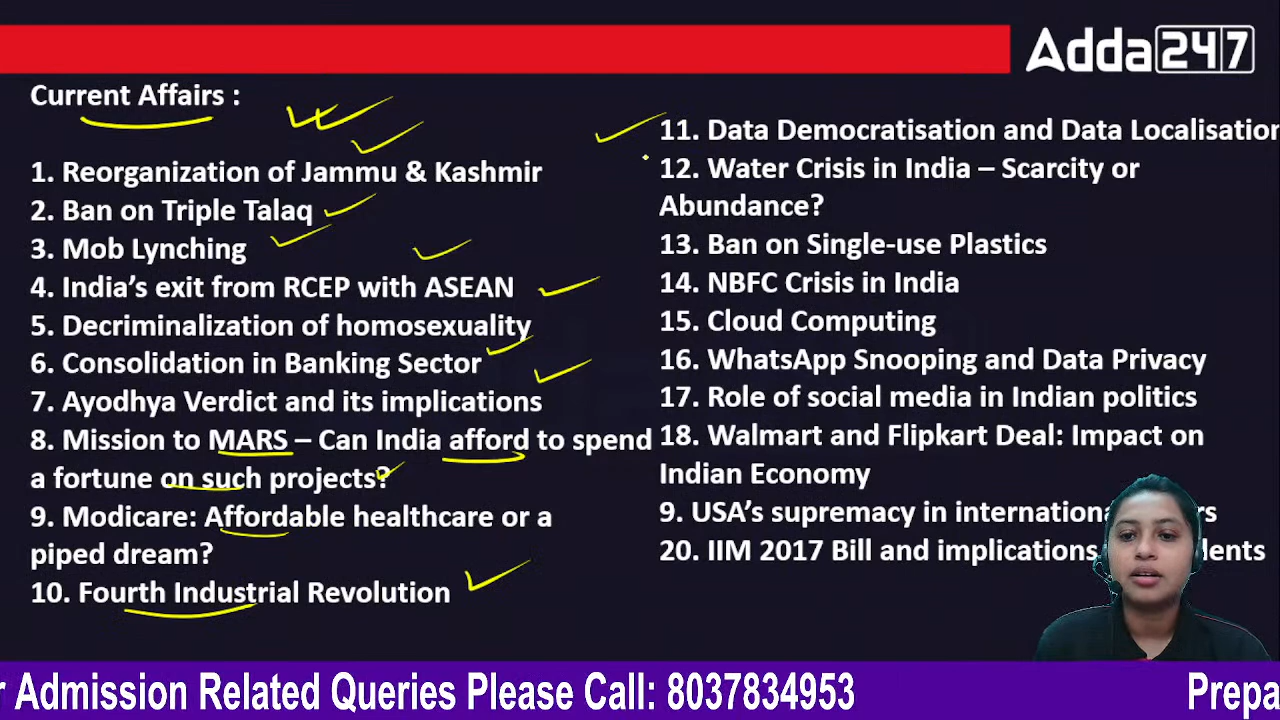 Adda247
Current Affairs :
1. Reorganization of Jammu & Kashmir
2. Ban on Triple Talaq
3. Mob Lynching
4. India's exit from RCEP with ASEAN
5. Decriminalization of homosexuality
6. Consolidation in Banking Sector
7. Ayodhya Verdict and its implications
8. Mission to MARS – Can India afford to spend
a fortune on such projects?
9. Modicare: Affordable healthcare or a
piped dream?
10. Fourth Industrial Revolution
11. Data Democratisation and Data Localisation
12. Water Crisis in India – Scarcity or
Abundance?
13. Ban on Single-use Plastics
14. NBFC Crisis in India
15. Cloud Computing
16. WhatsApp Snooping and Data Privacy
17. Role of social media in Indian politics
18. Walmart and Flipkart Deal: Impact on
Indian Economy
9. USA's supremacy in internationa
20. IIM 2017 Bill and implications
r Admission Related Queries Please Call: 8037834953 Prepa